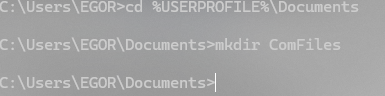 C:\Users\EGOR>cd %USERPROFILE%\Documents
C:\Users\EGOR\Documents>mkdir ComFiles
C:\Users\EGOR\Documents>